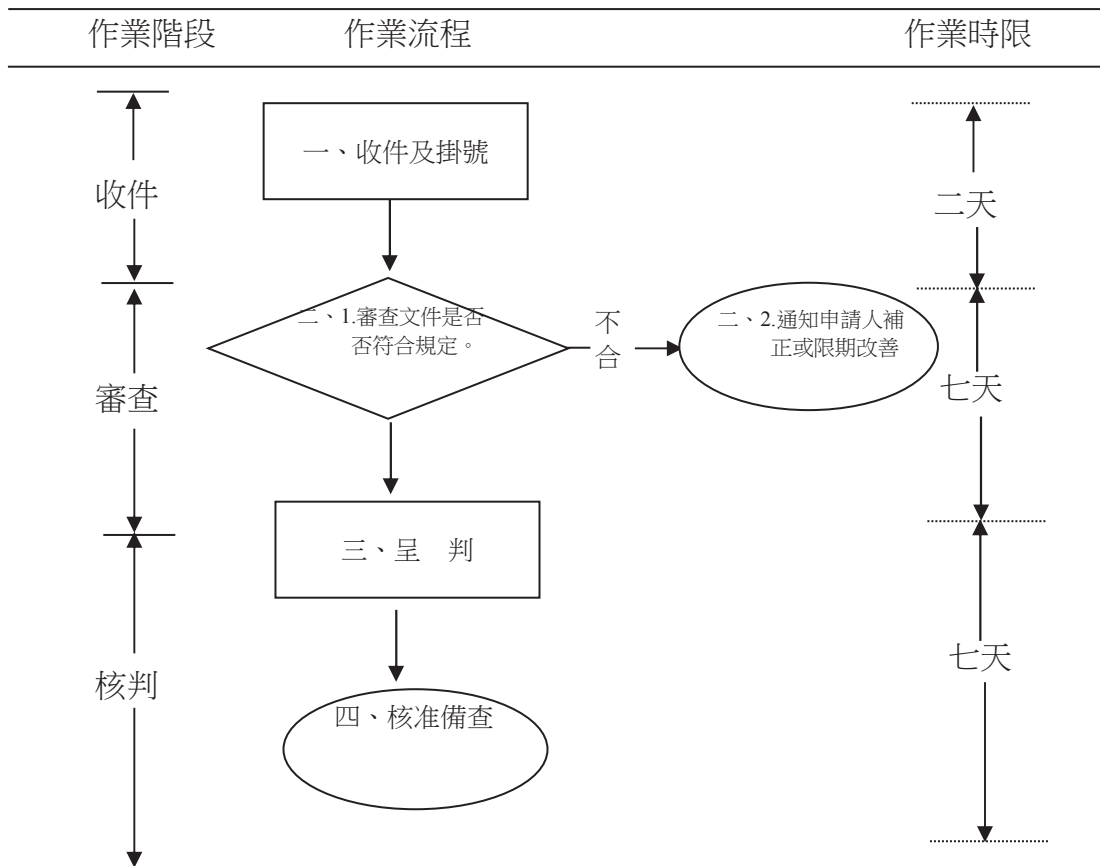 作業階段 作業流程 作業時限
一、收件及掛號
收件
二天
二、1.審查文件是否
否符合規定。
不
合
二、2.通知申請人補
正或限期改善
審查
七天
三、呈 判
核判
七天
四、核准備查